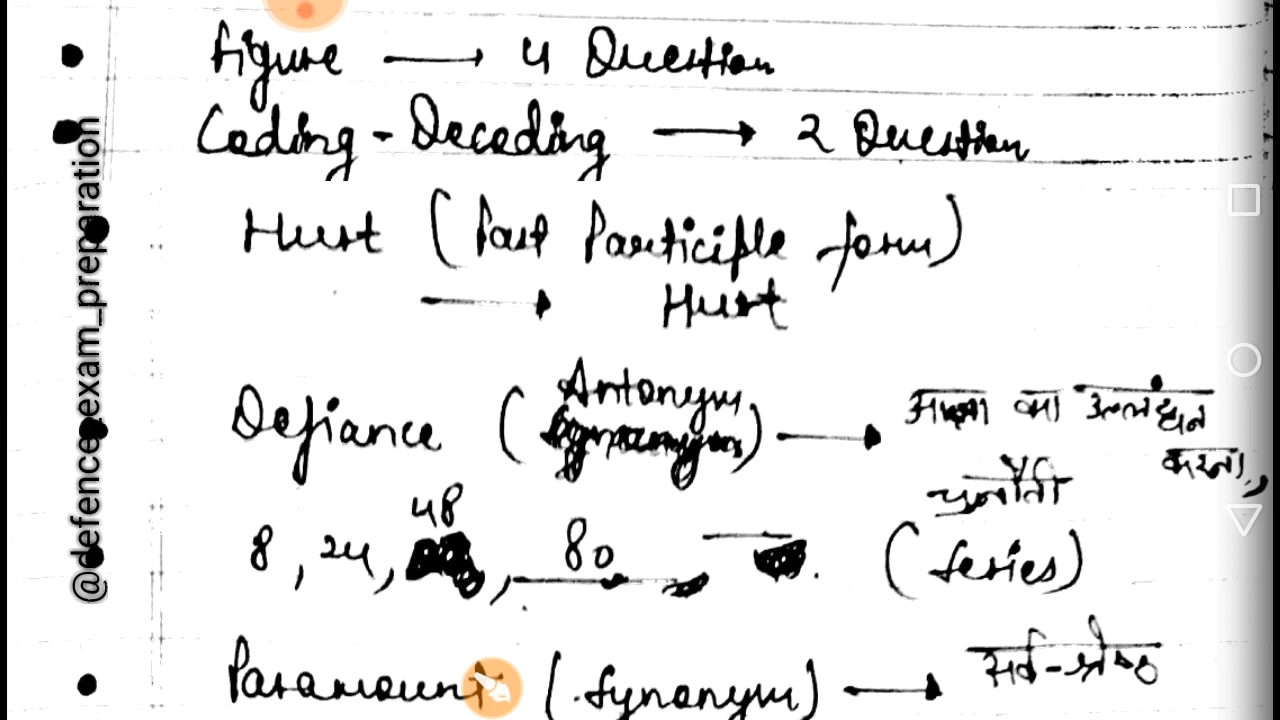 Figure → 4 Question
Coding - Decoding → 2 Question
Hurt (Past Participle form)
→ Hurt
Defiance (Antonym) → आज्ञा का उल्लंघन
करना,
चुनौती
8, 24, 48, 80 __ . (Series)
Paramount (Synonym) → सर्व-श्रेष्ठ
@defence_exam_preparation